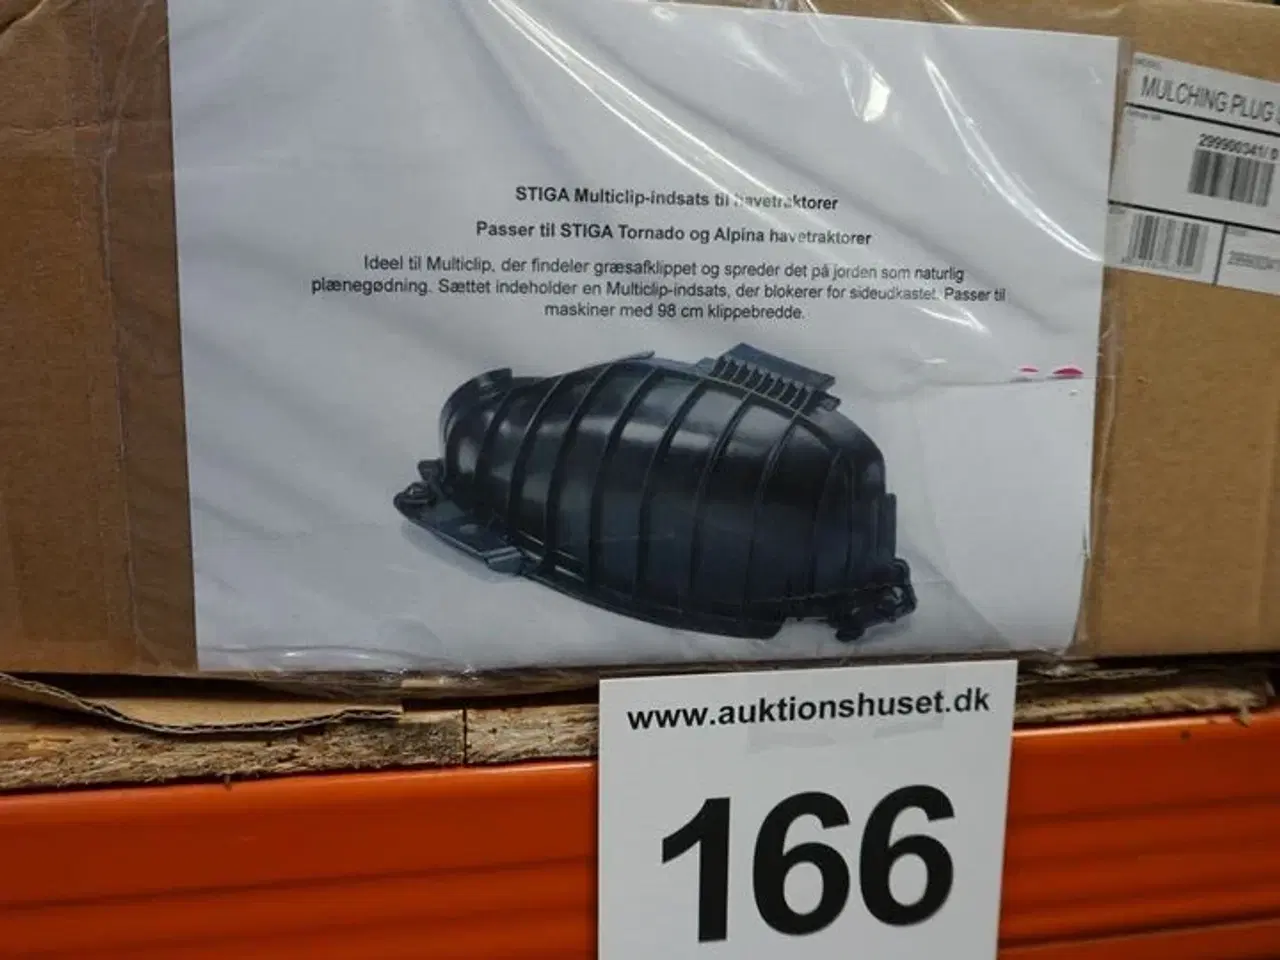 STIGA Multiclip-indsats til havetraktorer
Passer til STIGA Tornado og Alpina havetraktorer
Ideel til Multiclip, der findeler græsafklippet og spreder det på jorden som naturlig
plænegødning. Sættet indeholder en Multiclip-indsats, der blokerer for sideudkastet. Passer til
maskiner med 98 cm klippebredde.
MULCHING PLUG
299900341/0
www.auktionshuset.dk
166